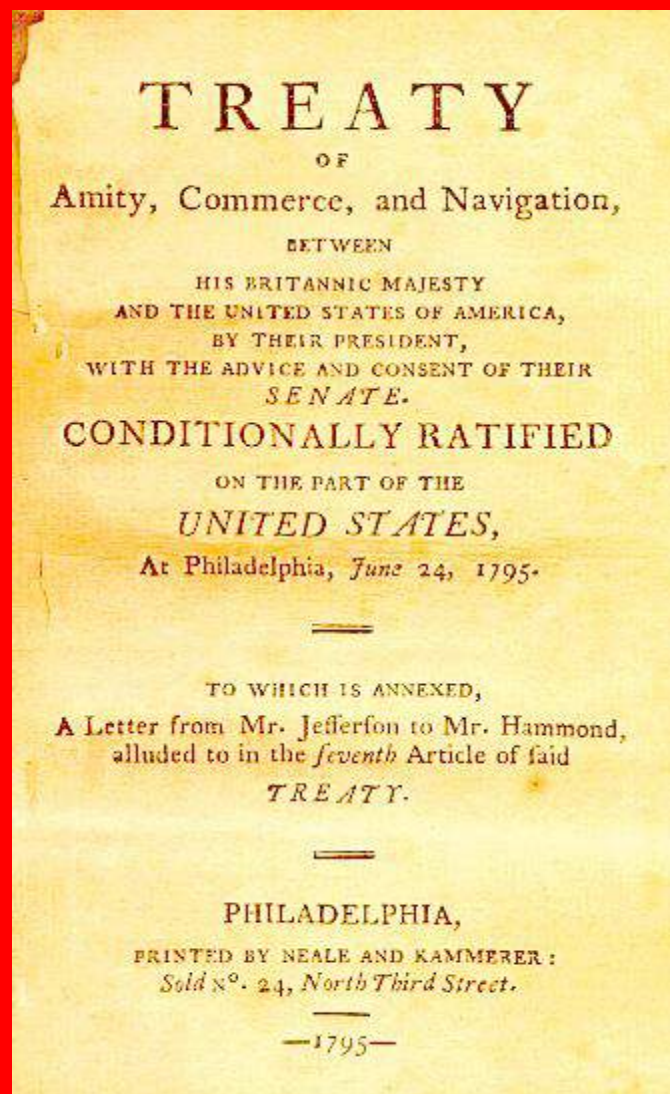 TREATY
OF
Amity, Commerce, and Navigation,
BETWEEN
HIS BRITANNIC MAJESTY
AND THE UNITED STATES OF AMERICA,
BY THEIR PRESIDENT,
WITH THE ADVICE AND CONSENT OF THEIR
SENATE.
CONDITIONALLY RATIFIED
ON THE PART OF THE
UNITED STATES,
At Philadelphia, June 24, 1795.
TO WHICH IS ANNEXED,
A Letter from Mr. Jefferſon to Mr. Hammond,
alluded to in the ſeventh Article of ſaid
TREATY.
PHILADELPHIA,
PRINTED BY NEALE AND KAMMERER:
Sold No. 24, North Third Street.
—1795—